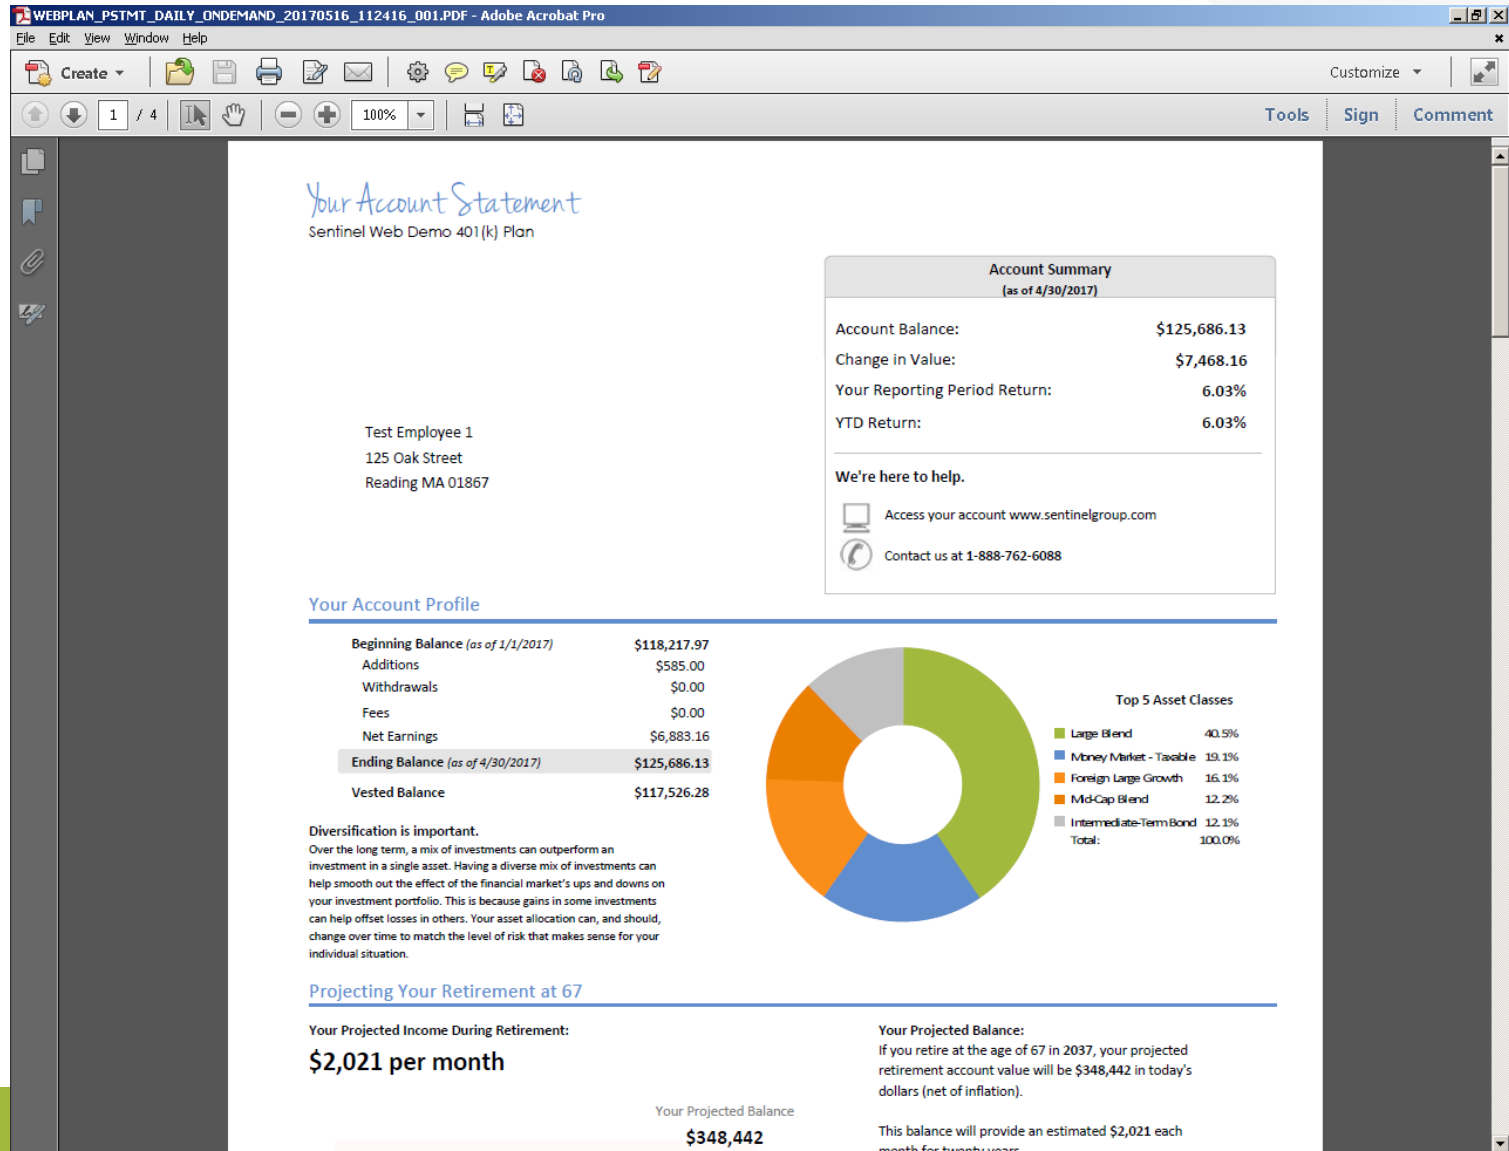 WEBPLAN_PSTMT_DAILY_ONDEMAND_20170516_112416_001.PDF - Adobe Acrobat Pro
File Edit View Window Help
Create Customize
1 / 4 100% Tools Sign Comment
Your Account Statement
Sentinel Web Demo 401(k) Plan
Account Summary
(as of 4/30/2017)
Account Balance: $125,686.13
Change in Value: $7,468.16
Your Reporting Period Return: 6.03%
YTD Return: 6.03%
Test Employee 1
125 Oak Street
Reading MA 01867
We're here to help.
Access your account www.sentinelgroup.com
Contact us at 1-888-762-6088
Your Account Profile
Beginning Balance (as of 1/1/2017) $118,217.97
Additions $585.00
Withdrawals $0.00
Fees $0.00
Net Earnings $6,883.16
Ending Balance (as of 4/30/2017) $125,686.13
Vested Balance $117,526.28
Top 5 Asset Classes
Large Blend 40.5%
Money Market - Taxable 19.1%
Foreign Large Growth 16.1%
Mid-Cap Blend 12.2%
Intermediate-Term Bond 12.1%
Total: 100.0%
Diversification is important.
Over the long term, a mix of investments can outperform an
investment in a single asset. Having a diverse mix of investments can
help smooth out the effect of the financial market's ups and downs on
your investment portfolio. This is because gains in some investments
can help offset losses in others. Your asset allocation can, and should,
change over time to match the level of risk that makes sense for your
individual situation.
Projecting Your Retirement at 67
Your Projected Income During Retirement:
$2,021 per month
Your Projected Balance
$348,442
Your Projected Balance:
If you retire at the age of 67 in 2037, your projected
retirement account value will be $348,442 in today's
dollars (net of inflation).
This balance will provide an estimated $2,021 each
month for twenty years